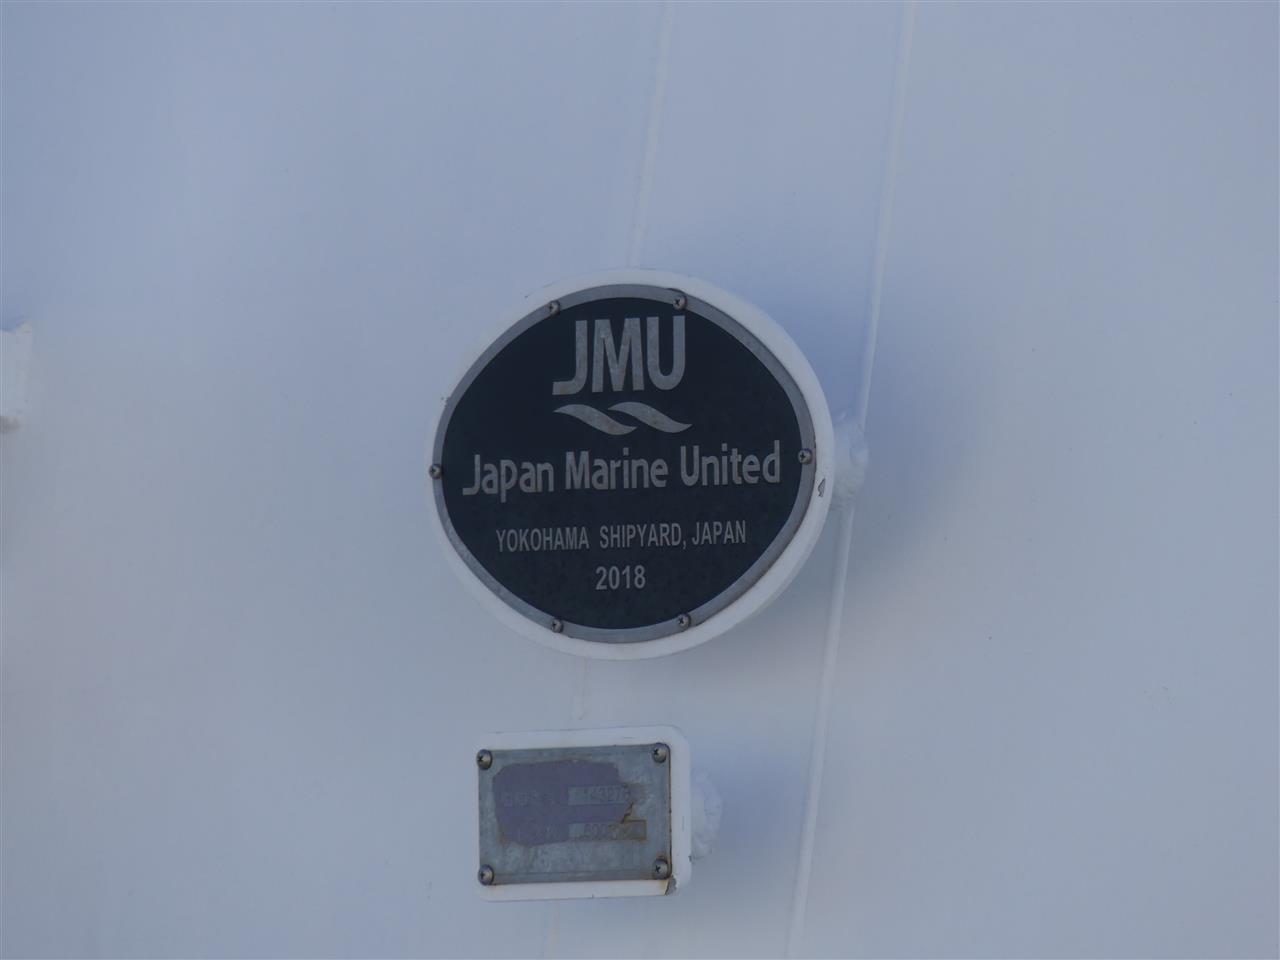 JMU
Japan Marine United
YOKOHAMA SHIPYARD, JAPAN
2018